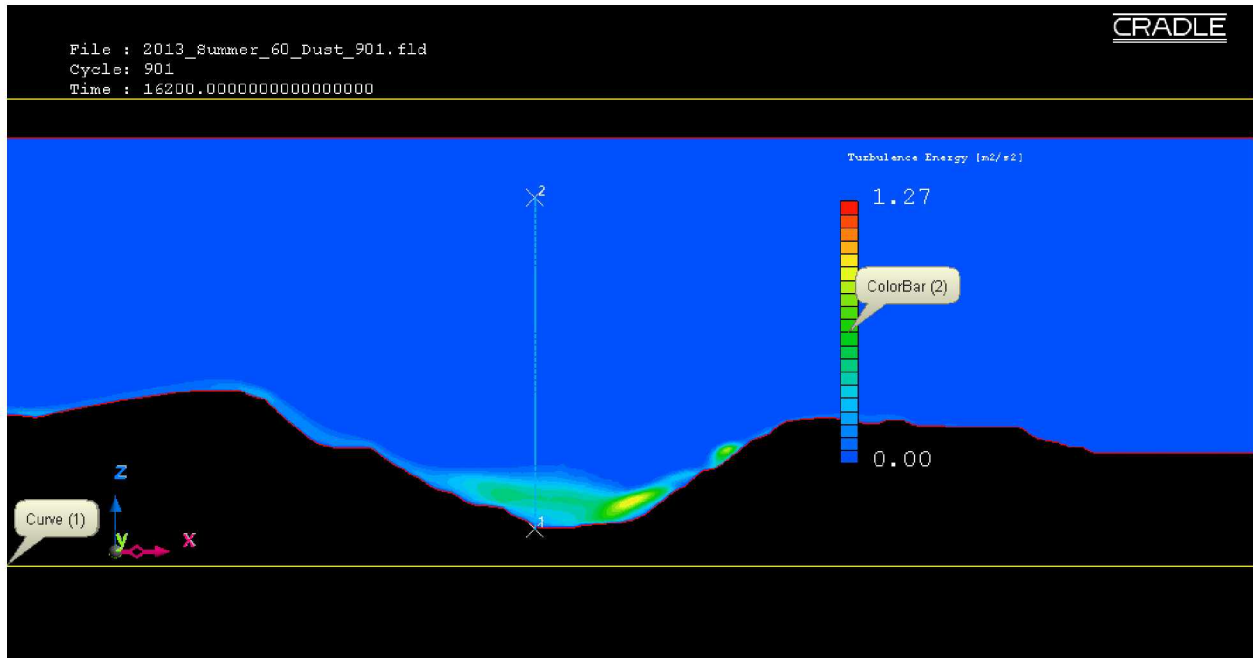 CRADLE
File : 2013_Summer_60_Dust_901.fld
Cycle: 901
Time : 16200.0000000000000000
Turbulence Energy [m2/s2]
1.27
2
ColorBar (2)
0.00
Z
Curve (1)
1
Y
X